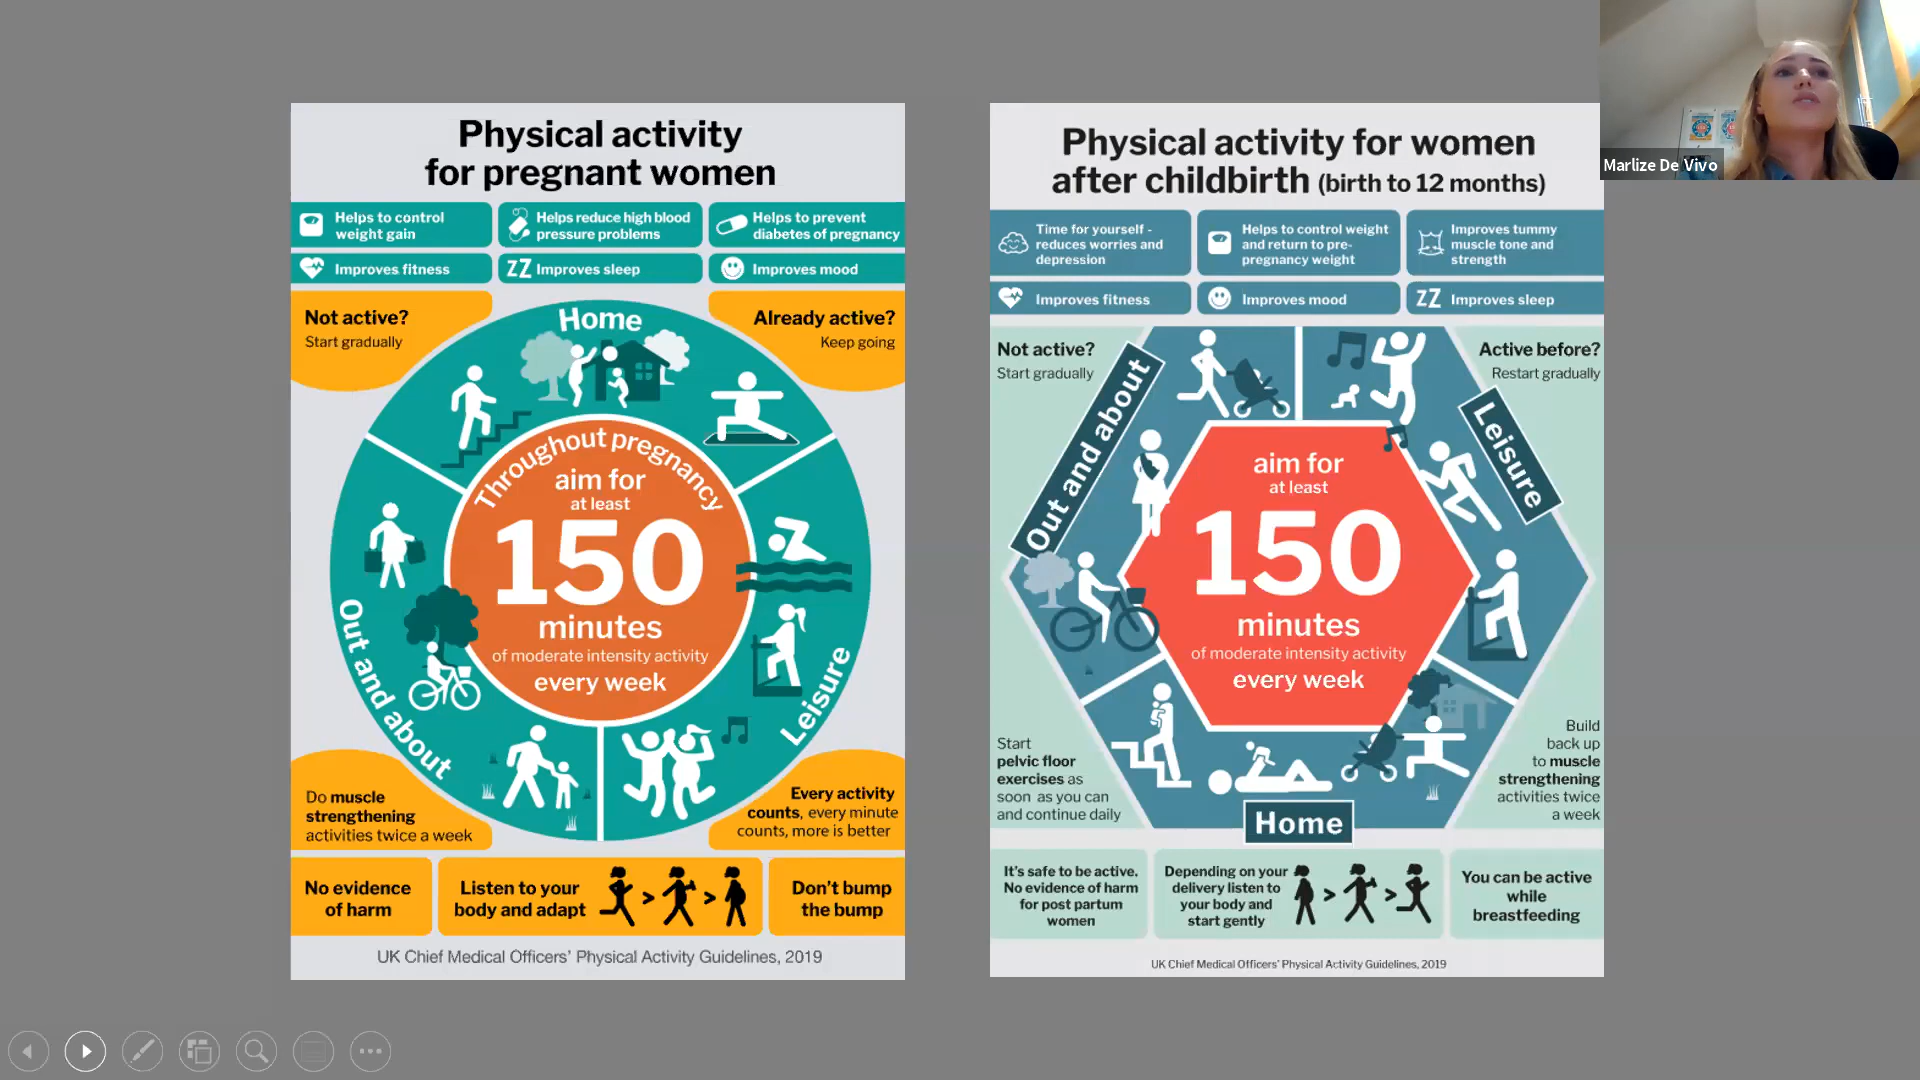 Physical activity
for pregnant women
Helps to control
weight gain
Helps reduce high blood
pressure problems
Helps to prevent
diabetes of pregnancy
Improves fitness
ZZ Improves sleep
Improves mood
Not active?
Start gradually
Already active?
Keep going
Home
Throughout pregnancy
aim for
at least
150
minutes
of moderate intensity activity
every week
Out and about
Leisure
Do muscle
strengthening
activities twice a week
Every activity
counts, every minute
counts, more is better
No evidence
of harm
Listen to your
body and adapt
> >
Don't bump
the bump
UK Chief Medical Officers' Physical Activity Guidelines, 2019
Physical activity for women
after childbirth (birth to 12 months)
Time for yourself -
reduces worries and
depression
Helps to control weight
and return to pre-
pregnancy weight
Improves tummy
muscle tone and
strength
Improves fitness
Improves mood
ZZ Improves sleep
Not active?
Start gradually
Active before?
Restart gradually
Out and about
Leisure
aim for
at least
150
minutes
of moderate intensity activity
every week
Start
pelvic floor
exercises as
soon as you can
and continue daily
Build
back up
to muscle
strengthening
activities twice
a week
Home
It's safe to be active.
No evidence of harm
for post partum
women
Depending on your
delivery listen to
your body and
start gently
> >
You can be active
while
breastfeeding
UK Chief Medical Officers' Physical Activity Guidelines, 2019
Marlize De Vivo